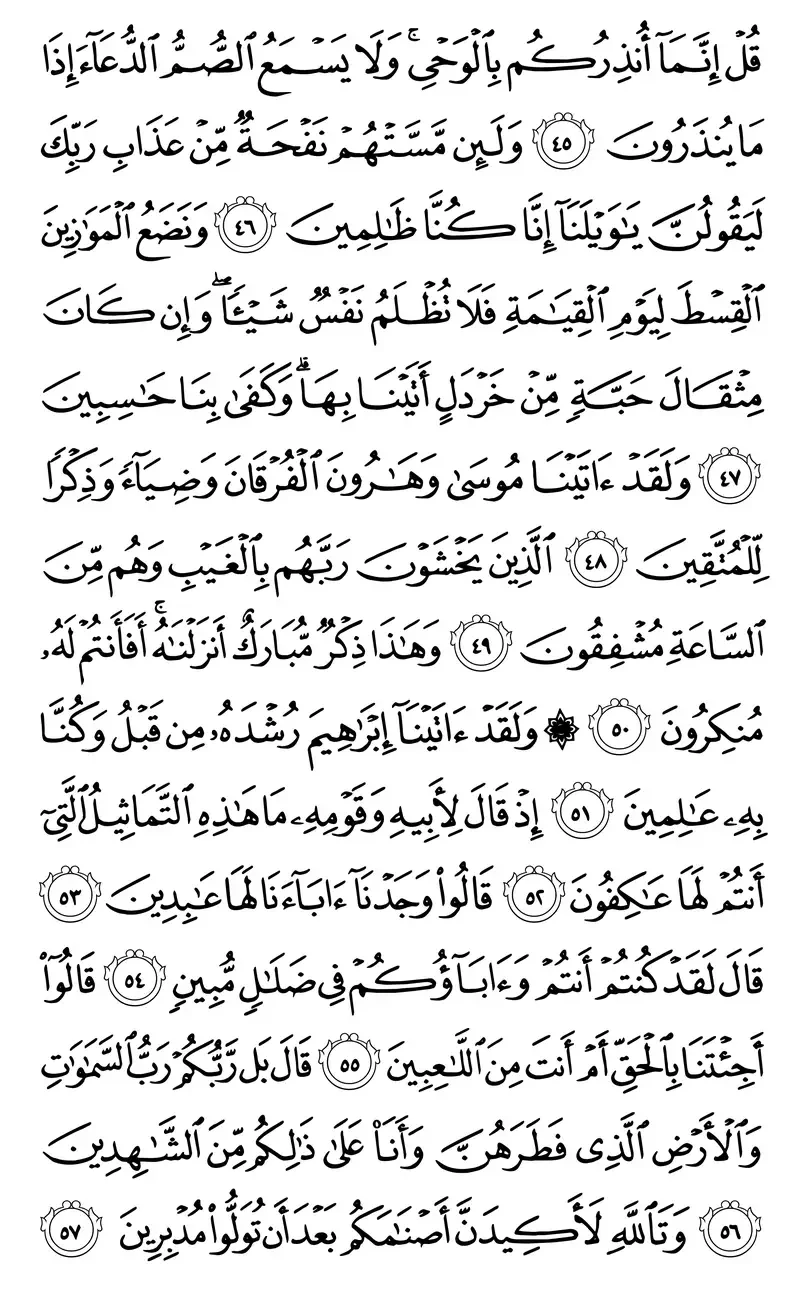 قُلۡ إِنَّمَآ أُنذِرُكُم بِٱلۡوَحۡيِۚ وَلَا يَسۡمَعُ ٱلصُّمُّ ٱلدُّعَآءَ إِذَا
مَا يُنذَرُونَ ٤٥ وَلَئِن مَّسَّتۡهُمۡ نَفۡحَةٞ مِّنۡ عَذَابِ رَبِّكَ
لَيَقُولُنَّ يَٰوَيۡلَنَآ إِنَّا كُنَّا ظَٰلِمِينَ ٤٦ وَنَضَعُ ٱلۡمَوَٰزِينَ
ٱلۡقِسۡطَ لِيَوۡمِ ٱلۡقِيَٰمَةِ فَلَا تُظۡلَمُ نَفۡسٞ شَيۡـٔٗاۖ وَإِن كَانَ
مِثۡقَالَ حَبَّةٖ مِّنۡ خَرۡدَلٍ أَتَيۡنَا بِهَاۗ وَكَفَىٰ بِنَا حَٰسِبِينَ
٤٧ وَلَقَدۡ ءَاتَيۡنَا مُوسَىٰ وَهَٰرُونَ ٱلۡفُرۡقَانَ وَضِيَآءٗ وَذِكۡرٗا
لِّلۡمُتَّقِينَ ٤٨ ٱلَّذِينَ يَخۡشَوۡنَ رَبَّهُم بِٱلۡغَيۡبِ وَهُم مِّنَ
ٱلسَّاعَةِ مُشۡفِقُونَ ٤٩ وَهَٰذَا ذِكۡرٞ مُّبَارَكٌ أَنزَلۡنَٰهُۚ أَفَأَنتُمۡ لَهُۥ
مُنكِرُونَ ٥٠ ۞ وَلَقَدۡ ءَاتَيۡنَآ إِبۡرَٰهِيمَ رُشۡدَهُۥ مِن قَبۡلُ وَكُنَّا
بِهِۦ عَٰلِمِينَ ٥١ إِذۡ قَالَ لِأَبِيهِ وَقَوۡمِهِۦ مَا هَٰذِهِ ٱلتَّمَاثِيلُ ٱلَّتِيٓ
أَنتُمۡ لَهَا عَٰكِفُونَ ٥٢ قَالُواْ وَجَدۡنَآ ءَابَآءَنَا لَهَا عَٰبِدِينَ ٥٣
قَالَ لَقَدۡ كُنتُمۡ أَنتُمۡ وَءَابَآؤُكُمۡ فِي ضَلَٰلٖ مُّبِينٖ ٥٤ قَالُوٓاْ
أَجِئۡتَنَا بِٱلۡحَقِّ أَمۡ أَنتَ مِنَ ٱللَّٰعِبِينَ ٥٥ قَالَ بَل رَّبُّكُمۡ رَبُّ ٱلسَّمَٰوَٰتِ
وَٱلۡأَرۡضِ ٱلَّذِي فَطَرَهُنَّ وَأَنَا۠ عَلَىٰ ذَٰلِكُم مِّنَ ٱلشَّٰهِدِينَ
٥٦ وَتَٱللَّهِ لَأَكِيدَنَّ أَصۡنَٰمَكُم بَعۡدَ أَن تُوَلُّواْ مُدۡبِرِينَ ٥٧